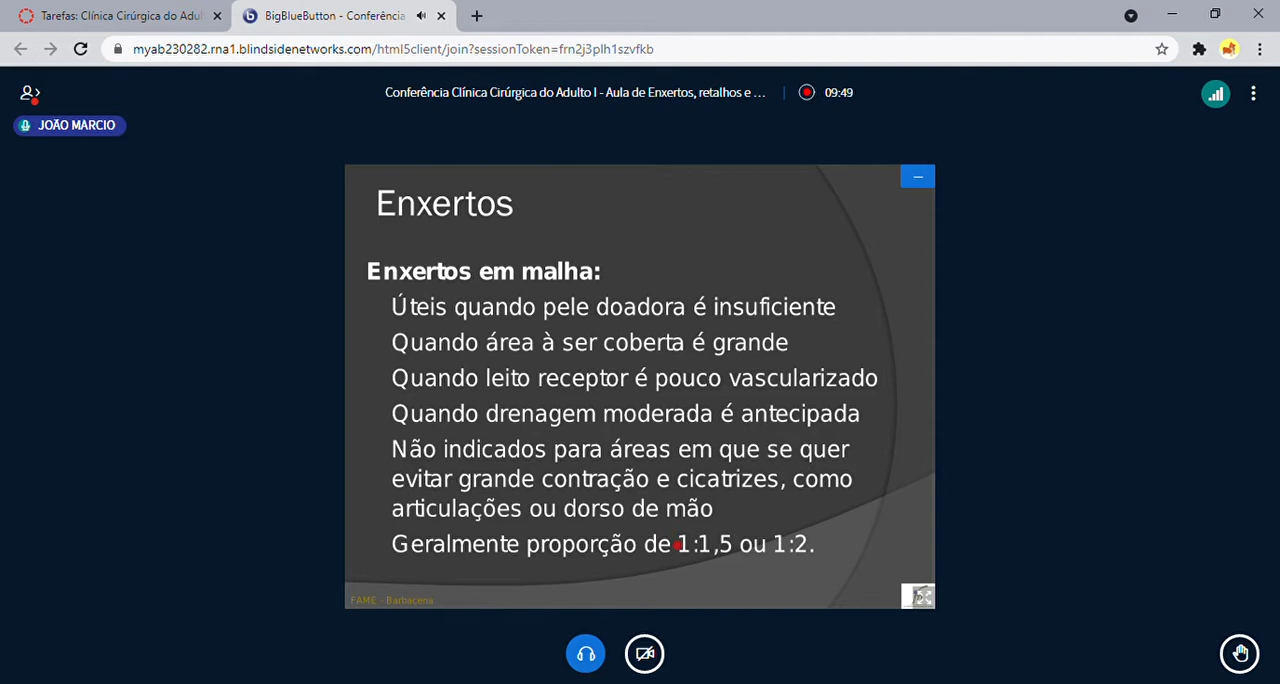 Tarefas: Clínica Cirúrgica do Adul
BigBlueButton - Conferência
myab230282.rna1.blindsidenetworks.com/html5client/join?sessionToken=frn2j3plh1szvfkb
Conferência Clínica Cirúrgica do Adulto I - Aula de Enxertos, retalhos e ...
09:49
JOÃO MARCIO
Enxertos
Enxertos em malha:
Úteis quando pele doadora é insuficiente
Quando área à ser coberta é grande
Quando leito receptor é pouco vascularizado
Quando drenagem moderada é antecipada
Não indicados para áreas em que se quer
evitar grande contração e cicatrizes, como
articulações ou dorso de mão
Geralmente proporção de 1:1,5 ou 1:2.
FAME - Barbacena